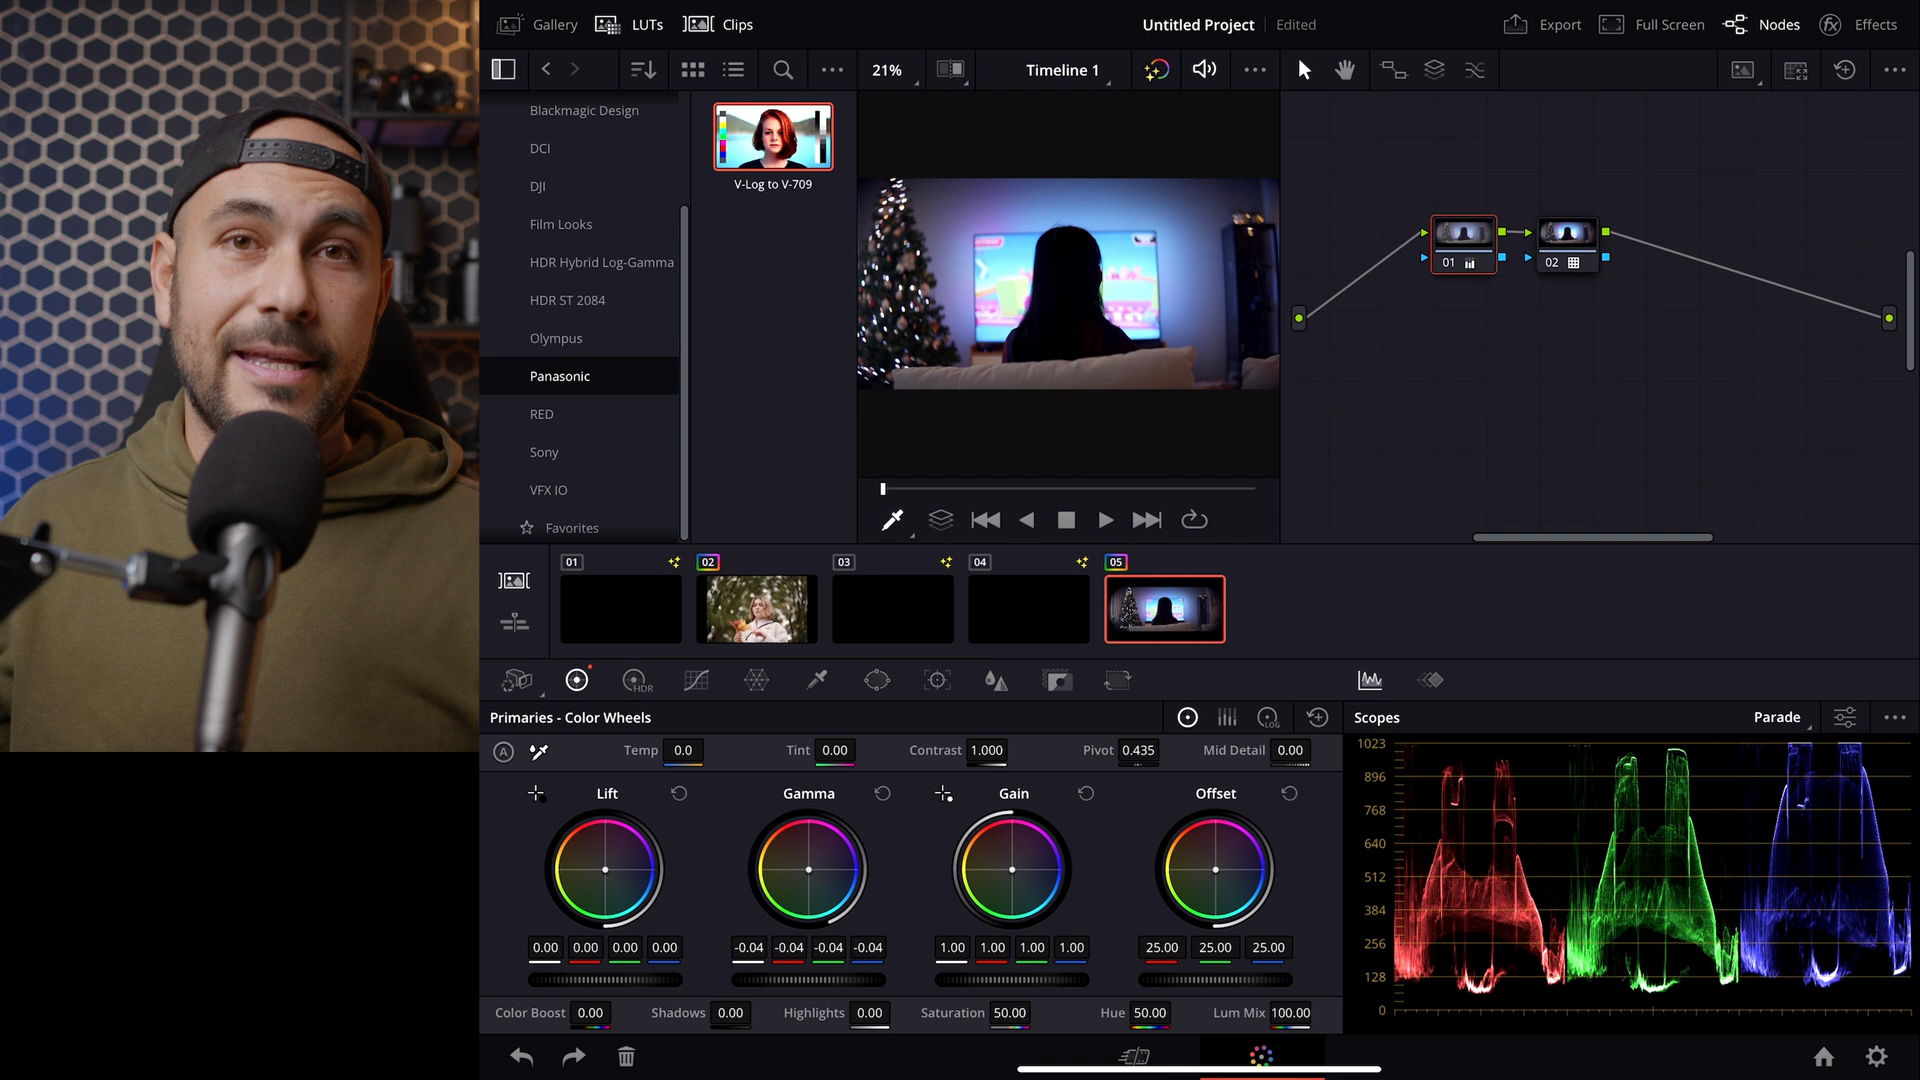 Gallery LUTs Clips Untitled Project Edited Export Full Screen Nodes Effects
21% Timeline 1
Blackmagic Design
DCI
DJI
Film Looks
HDR Hybrid Log-Gamma
HDR ST 2084
Olympus
Panasonic
RED
Sony
VFX IO
Favorites
V-Log to V-709
01 02
01 02 03 04 05
HDR
Primaries - Color Wheels LOG
A Temp 0.0 Tint 0.00 Contrast 1.000 Pivot 0.435 Mid Detail 0.00
Lift Gamma Gain Offset
0.00 0.00 0.00 0.00 -0.04 -0.04 -0.04 -0.04 1.00 1.00 1.00 1.00 25.00 25.00 25.00
Color Boost 0.00 Shadows 0.00 Highlights 0.00 Saturation 50.00 Hue 50.00 Lum Mix 100.00
Scopes Parade
1023
896
768
640
512
384
256
128
0